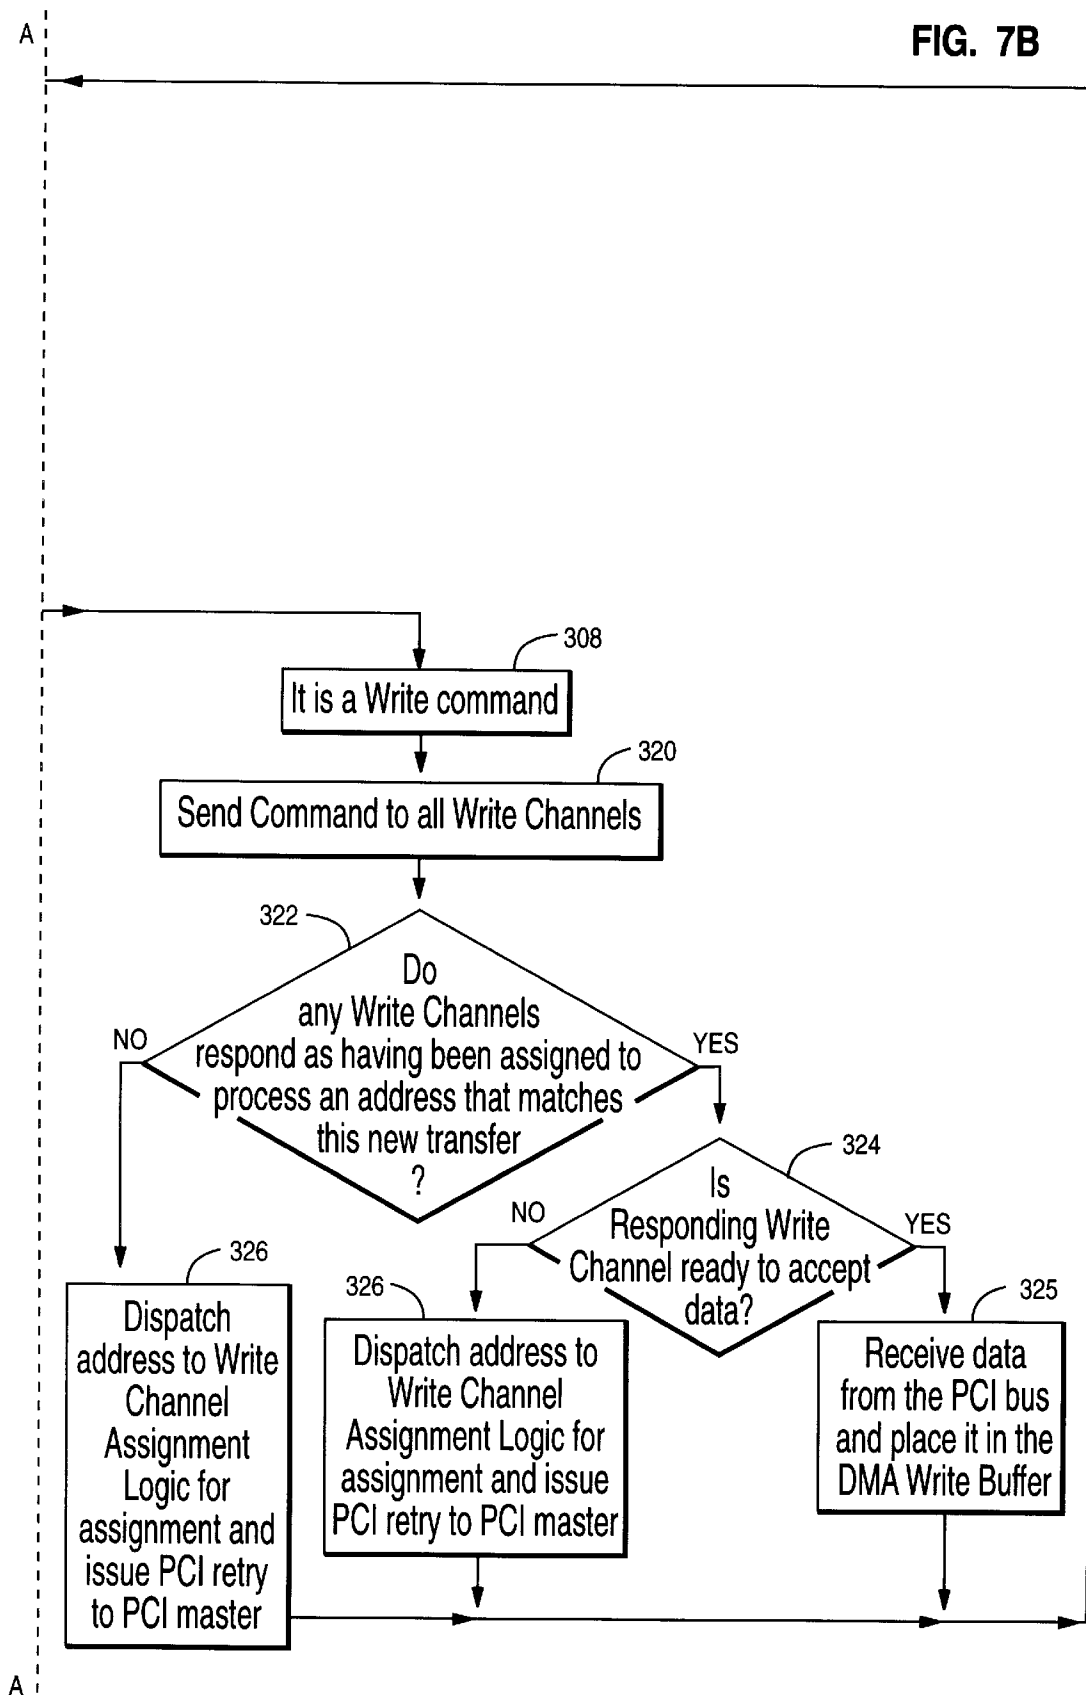 A
FIG. 7B
308
It is a Write command
320
Send Command to all Write Channels
322
Do
any Write Channels
respond as having been assigned to
process an address that matches
this new transfer
?
NO
YES
324
Is
Responding Write
Channel ready to accept
data?
NO
YES
326
Dispatch
address to Write
Channel
Assignment
Logic for
assignment and
issue PCI retry
to PCI master
326
Dispatch address to
Write Channel
Assignment Logic for
assignment and issue
PCI retry to PCI master
325
Receive data
from the PCI bus
and place it in the
DMA Write Buffer
A